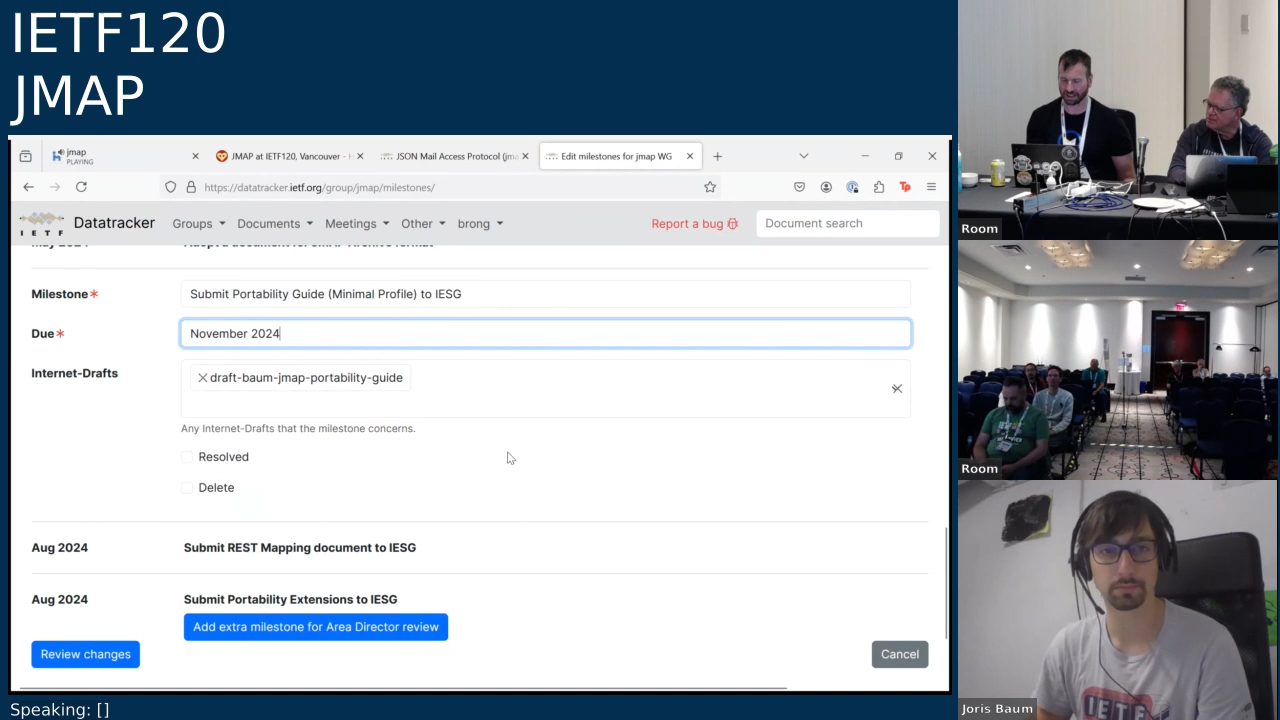 IETF120
JMAP
jmap
PLAYING
JMAP at IETF120, Vancouver -
JSON Mail Access Protocol (jma
Edit milestones for jmap WG
https://datatracker.ietf.org/group/jmap/milestones/
I E T F
Datatracker
Groups
Documents
Meetings
Other
brong
Report a bug
Document search
Milestone*
Submit Portability Guide (Minimal Profile) to IESG
Due*
November 2024
Internet-Drafts
draft-baum-jmap-portability-guide
Any Internet-Drafts that the milestone concerns.
Resolved
Delete
Aug 2024
Submit REST Mapping document to IESG
Aug 2024
Submit Portability Extensions to IESG
Add extra milestone for Area Director review
Review changes
Cancel
Speaking: []
Room
Room
Joris Baum
IETF